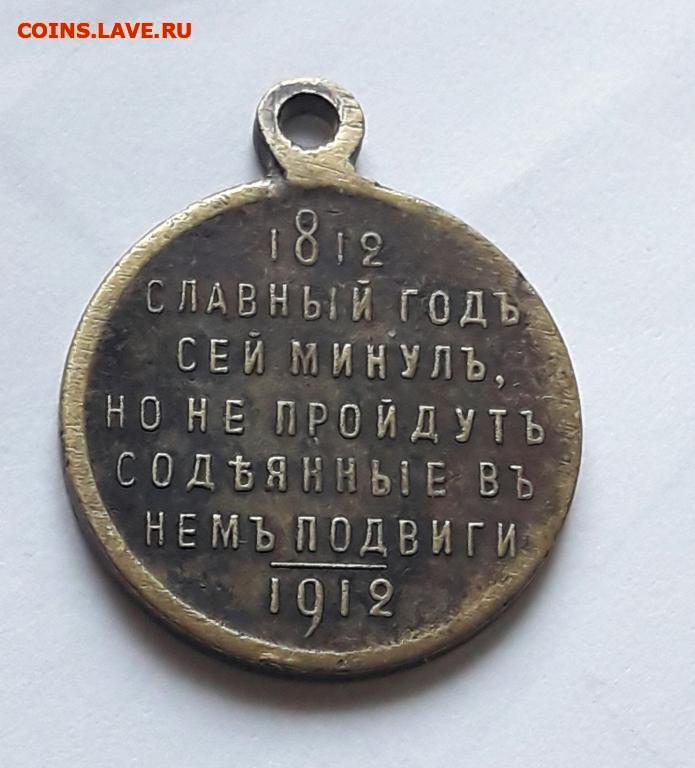 COINS.LAVE.RU
1812
СЛАВНЫЙ ГОДЪ
СЕЙ МИНУЛЪ,
НО НЕ ПРОЙДУТЪ
СОДѢЯННЫЕ ВЪ
НЕМЪ ПОДВИГИ
1912